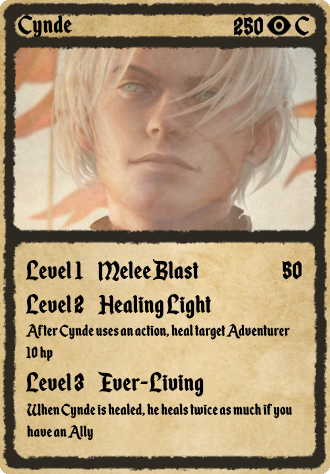 Cynde 250 C
Level 1 Melee Blast 50
Level 2 Healing Light
After Cynde uses an action, heal target Adventurer
10 hp
Level 3 Ever-Living
When Cynde is healed, he heals twice as much if you
have an Ally